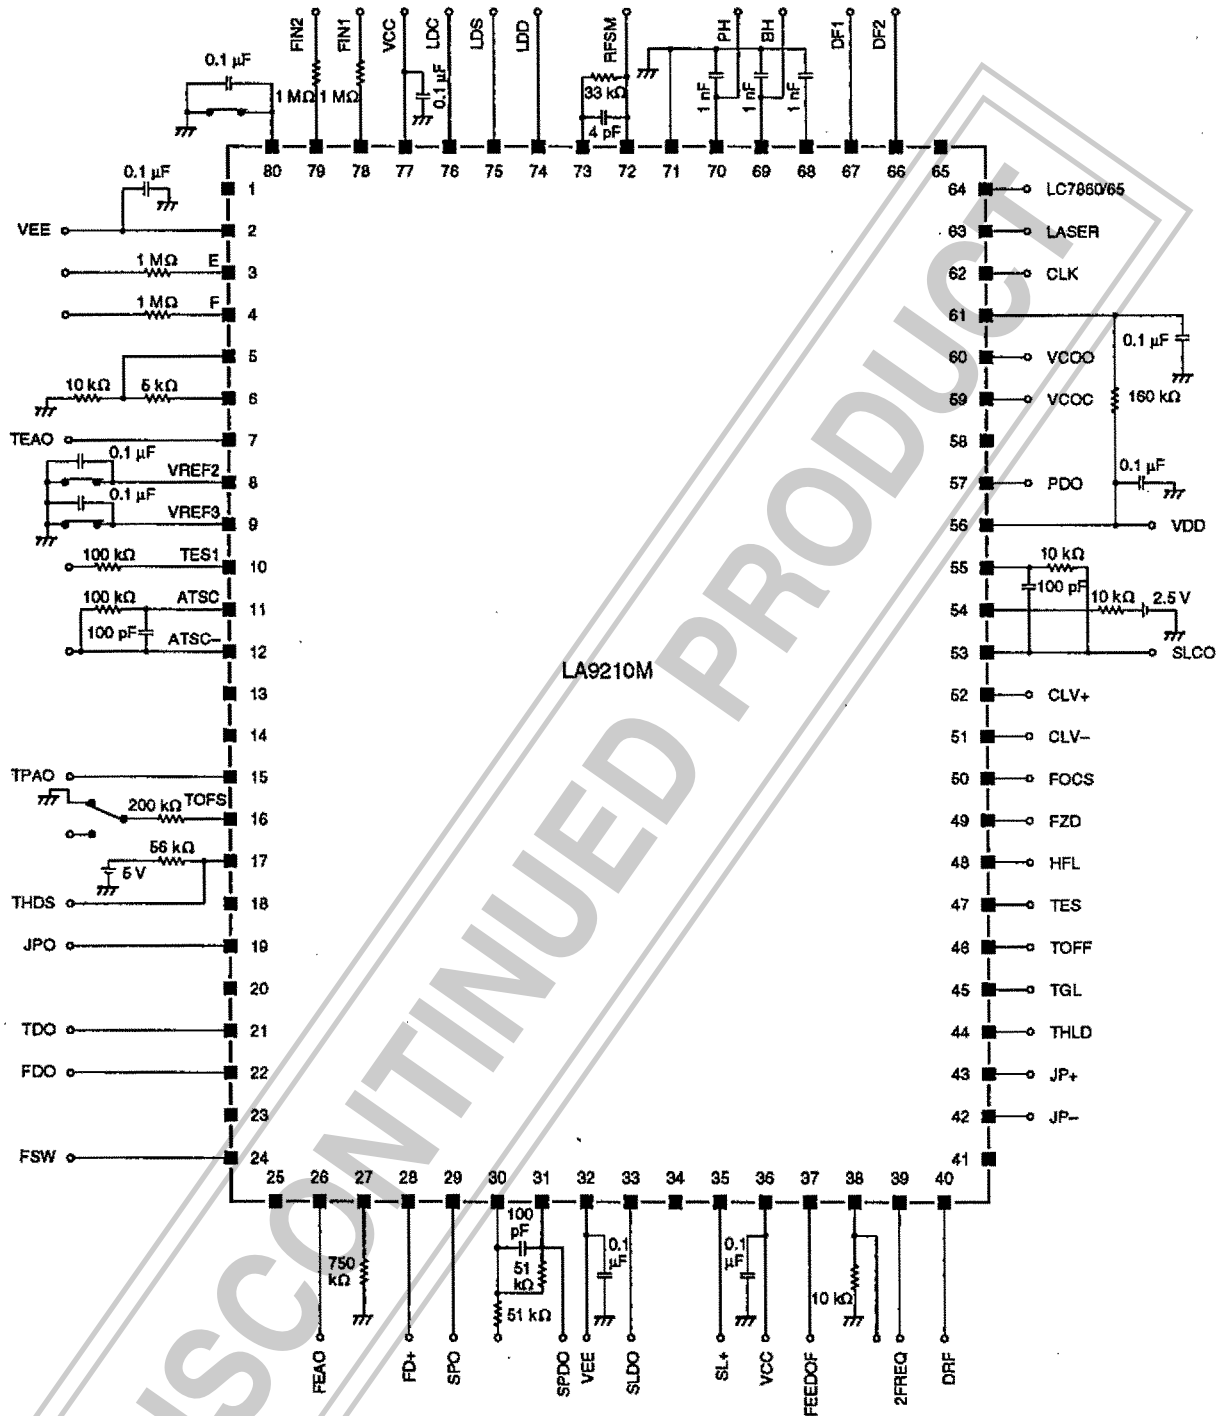 FIN2
FIN1
VCC
LDC
LDS
LDD
RFSM
PH
BH
DF1
DF2
0.1 µF
1 MΩ
1 MΩ
0.1 µF
33 kΩ
4 pF
1 nF
1 nF
1 nF
80 79 78 77 76 75 74 73 72 71 70 69 68 67 66 65
0.1 µF
1
VEE
2
1 MΩ E
3
1 MΩ F
4
5
10 kΩ 5 kΩ
6
TEAO
7
0.1 µF
VREF2
8
0.1 µF
VREF3
9
100 kΩ TES1
10
100 kΩ ATSC
11
100 pF
ATSC–
12
13
14
TPAO
15
200 kΩ TOFS
16
56 kΩ
17
5 V
THDS
18
JPO
19
20
TDO
21
FDO
22
23
FSW
24
LA9210M
64 LC7860/65
63 LASER
62 CLK
61
0.1 µF
60 VCOO
59 VCOC
160 kΩ
58
57 PDO
0.1 µF
56 VDD
55
10 kΩ
100 pF
54
10 kΩ
2.5 V
53 SLCO
52 CLV+
51 CLV–
50 FOCS
49 FZD
48 HFL
47 TES
46 TOFF
45 TGL
44 THLD
43 JP+
42 JP–
41
25 26 27 28 29 30 31 32 33 34 35 36 37 38 39 40
750 kΩ
100 pF
51 kΩ
51 kΩ
0.1 µF
0.1 µF
10 kΩ
FEAO
FD+
SPO
SPDO
VEE
SLDO
SL+
VCC
FEEDOF
2FREQ
DRF
ISCONTINUED PRODUCT